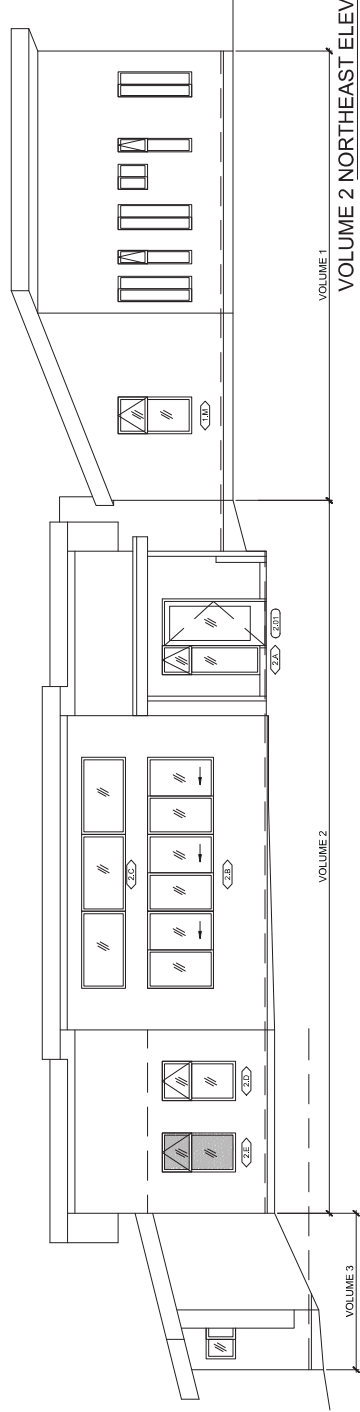 VOLUME 2 NORTHEAST ELEV
VOLUME 1
VOLUME 2
VOLUME 3
1.M
2.01
2.A
2.C
2.B
2.D
2.E